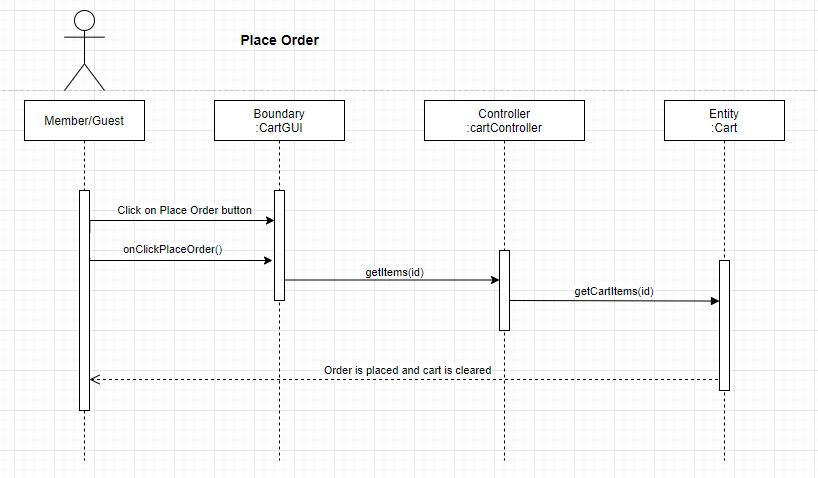 Place Order
Member/Guest
Boundary
:CartGUI
Controller
:cartController
Entity
:Cart
Click on Place Order button
onClickPlaceOrder()
getItems(id)
getCartItems(id)
Order is placed and cart is cleared